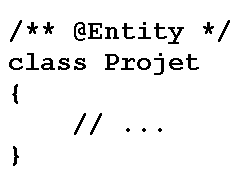 /** @Entity */
class Projet
{
    // ...
}